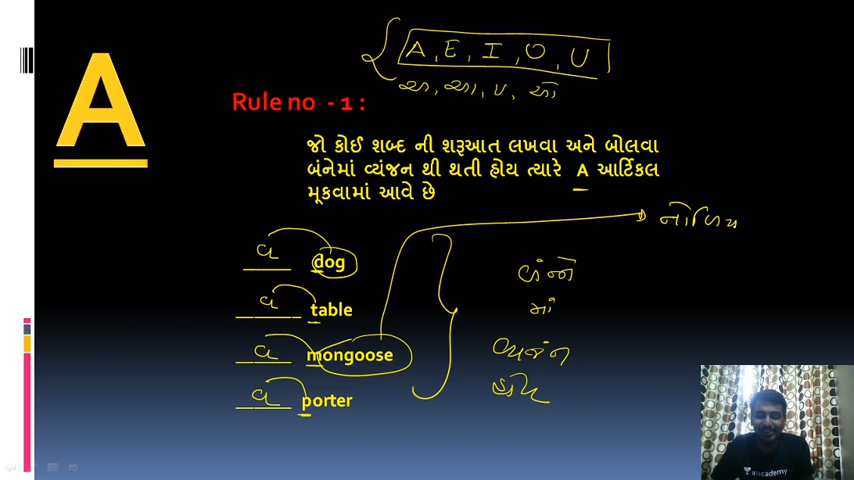 A, E, I, O, U
અ, આ, એ, ઓ
A
Rule no - 1 :
જો કોઈ શબ્દ ની શરૂઆત લખવા અને બોલવા
બંનેમાં વ્યંજન થી થતી હોય ત્યારે A આર્ટિકલ
મૂકવામાં આવે છે
a dog
a table
a mongoose
a porter
નોળિયા
બંને
માં
વ્યંજન
હોય